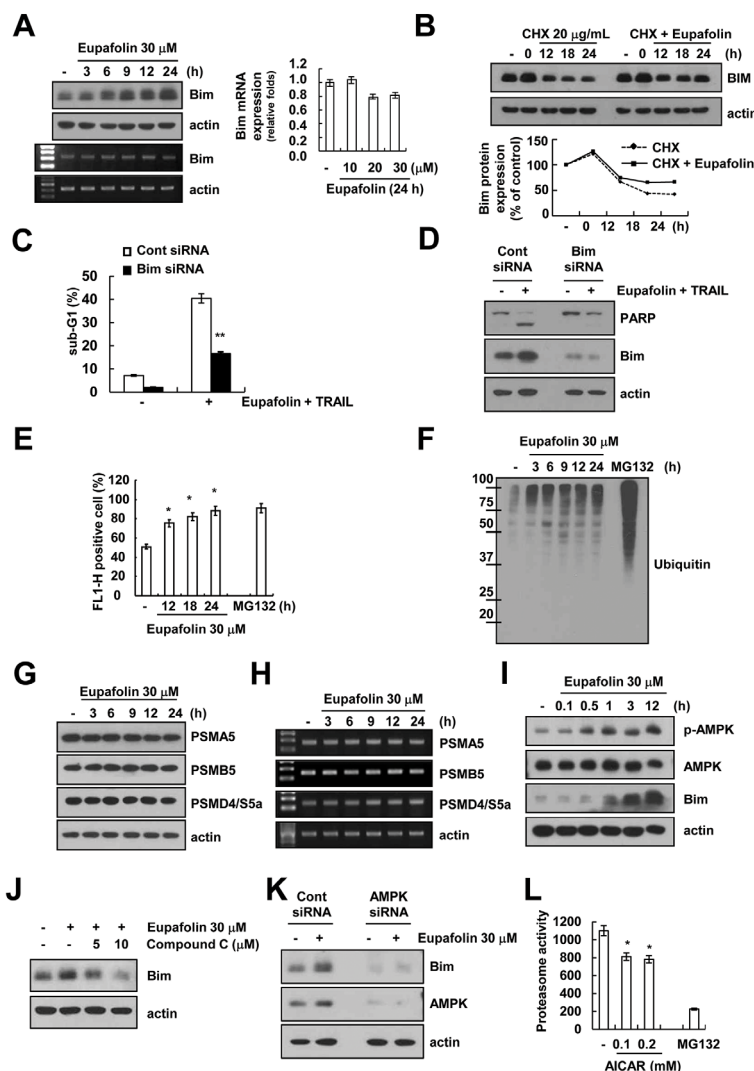 A
Eupafolin 30 μM
- 3 6 9 12 24 (h)
Bim
actin
Bim
actin
Bim mRNA
expression
(relative folds)
1.2
1.0
0.8
0.6
0.4
0.2
0.0
- 10 20 30 (μM)
Eupafolin (24 h)
B
CHX 20 μg/mL CHX + Eupafolin
- 0 12 18 24 - 0 12 18 24 (h)
BIM
actin
Bim protein
expression
(% of control)
150
100
50
0
CHX
CHX + Eupafolin
- 0 12 18 24 (h)
C
Cont siRNA
Bim siRNA
sub-G1 (%)
50
40
30
20
10
0
**
- + Eupafolin + TRAIL
D
Cont
siRNA
Bim
siRNA
- + - + Eupafolin + TRAIL
PARP
Bim
actin
E
FL1-H positive cell (%)
120
100
80
60
40
20
0
* * *
- 12 18 24 MG132 (h)
Eupafolin 30 μM
F
Eupafolin 30 μM
- 3 6 9 12 24 MG132 (h)
100
75
50
37
25
20
Ubiquitin
G
Eupafolin 30 μM
- 3 6 9 12 24 (h)
PSMA5
PSMB5
PSMD4/S5a
actin
H
Eupafolin 30 μM
- 3 6 9 12 24 (h)
PSMA5
PSMB5
PSMD4/S5a
actin
I
Eupafolin 30 μM
- 0.1 0.5 1 3 12 (h)
p-AMPK
AMPK
Bim
actin
J
- + + + Eupafolin 30 μM
- - 5 10 Compound C (μM)
Bim
actin
K
Cont
siRNA
AMPK
siRNA
- + - + Eupafolin 30 μM
Bim
AMPK
actin
L
Proteasome activity
1200
1000
800
600
400
200
0
* *
- 0.1 0.2 MG132
AICAR (mM)